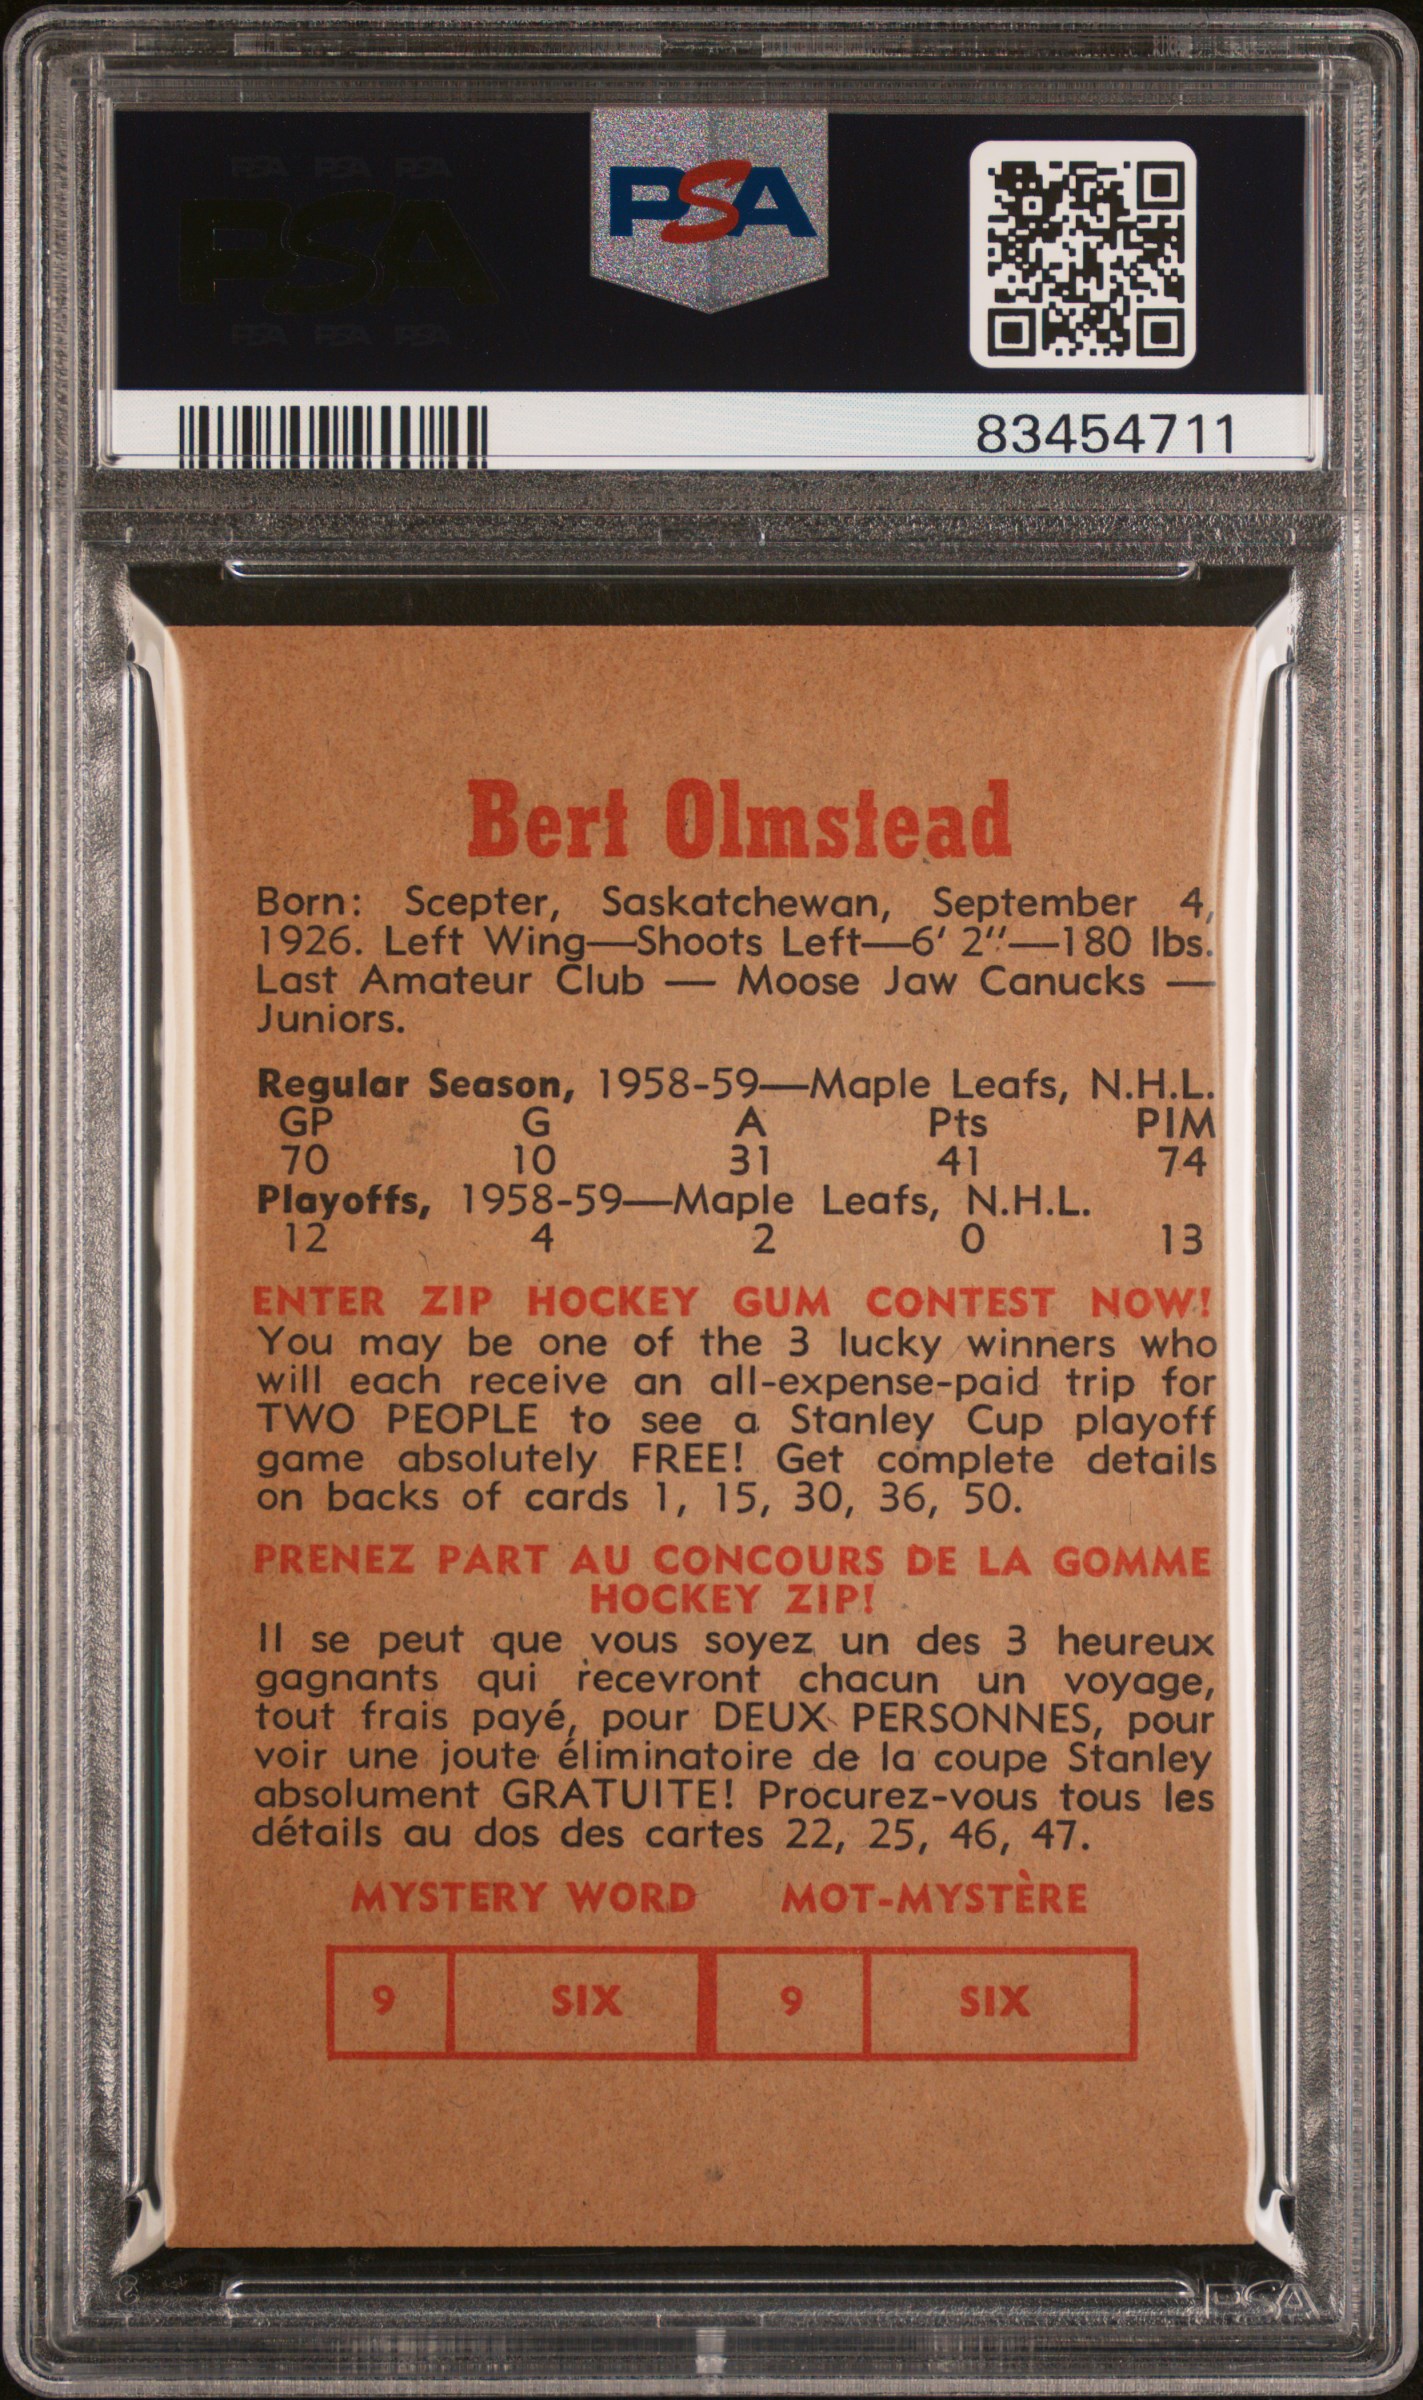 PSA PSA PSA
PSA
PSA PSA PSA
PSA
83454711
Bert Olmstead
Born: Scepter, Saskatchewan, September 4,
1926. Left Wing—Shoots Left—6' 2"—180 lbs.
Last Amateur Club — Moose Jaw Canucks —
Juniors.
Regular Season, 1958-59—Maple Leafs, N.H.L.
GP G A Pts PIM
70 10 31 41 74
Playoffs, 1958-59—Maple Leafs, N.H.L.
12 4 2 0 13
ENTER ZIP HOCKEY GUM CONTEST NOW!
You may be one of the 3 lucky winners who
will each receive an all-expense-paid trip for
TWO PEOPLE to see a Stanley Cup playoff
game absolutely FREE! Get complete details
on backs of cards 1, 15, 30, 36, 50.
PRENEZ PART AU CONCOURS DE LA GOMME
HOCKEY ZIP!
Il se peut que vous soyez un des 3 heureux
gagnants qui recevront chacun un voyage,
tout frais payé, pour DEUX PERSONNES, pour
voir une joute éliminatoire de la coupe Stanley
absolument GRATUITE! Procurez-vous tous les
détails au dos des cartes 22, 25, 46, 47.
MYSTERY WORD MOT-MYSTÈRE
9 SIX 9 SIX
PSA